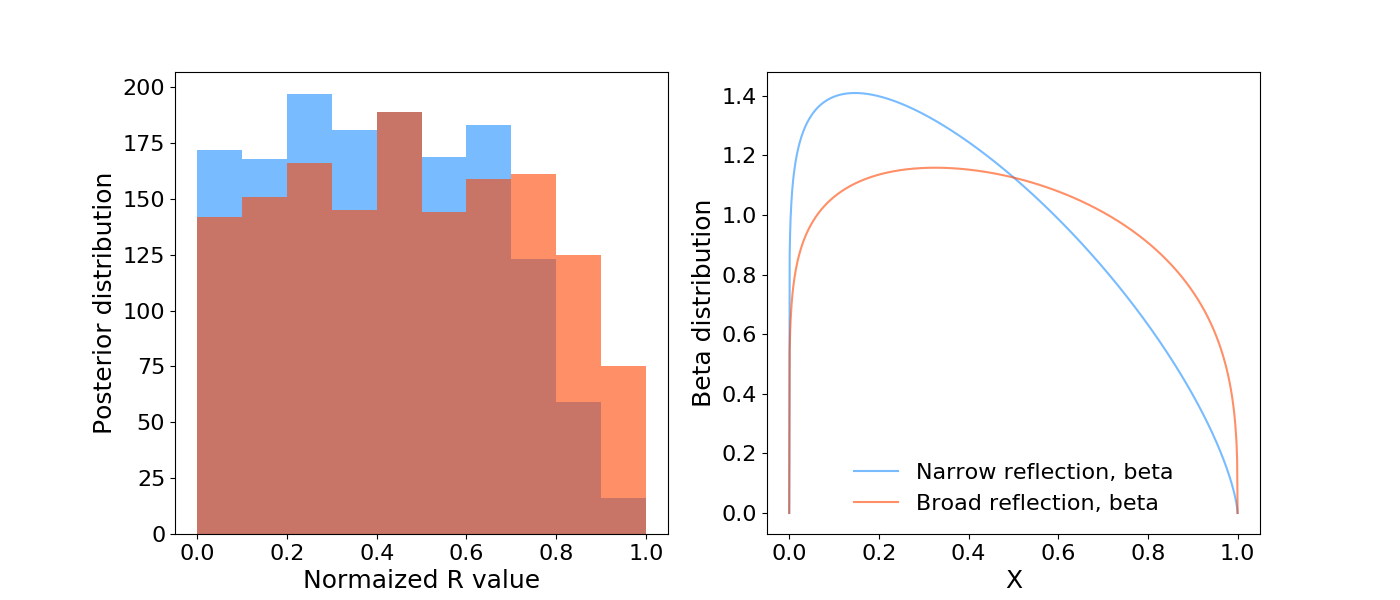 Posterior distribution
200
175
150
125
100
75
50
25
0
0.0 0.2 0.4 0.6 0.8 1.0
Normaized R value
Beta distribution
1.4
1.2
1.0
0.8
0.6
0.4
0.2
0.0
Narrow reflection, beta
Broad reflection, beta
0.0 0.2 0.4 0.6 0.8 1.0
X